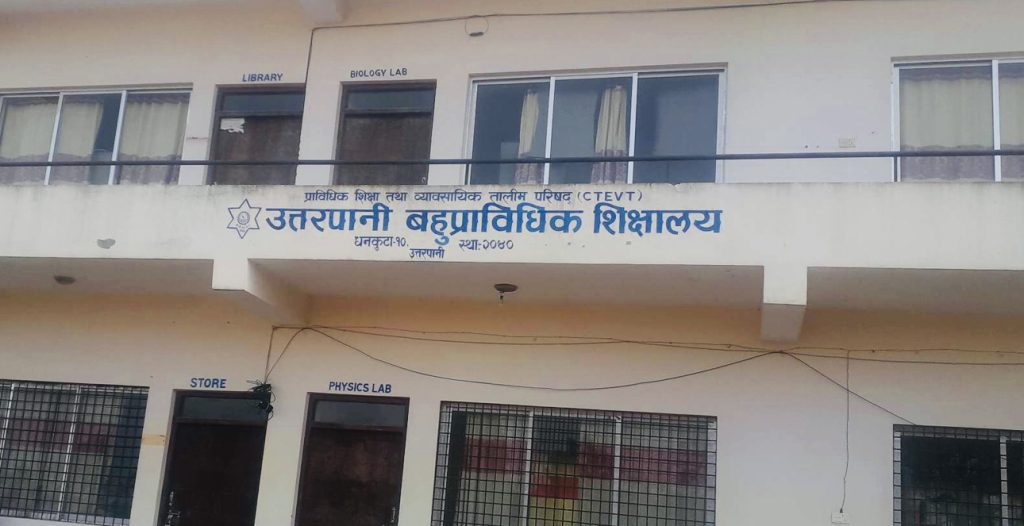 LIBRARY
BIOLOGY LAB
प्राविधिक शिक्षा तथा व्यावसायिक तालीम परिषद् (CTEVT)
उत्तरपानी बहुप्राविधिक शिक्षालय
धनकुटा-१०. स्था:-२०४०
उत्तरपानी
STORE
PHYSICS LAB